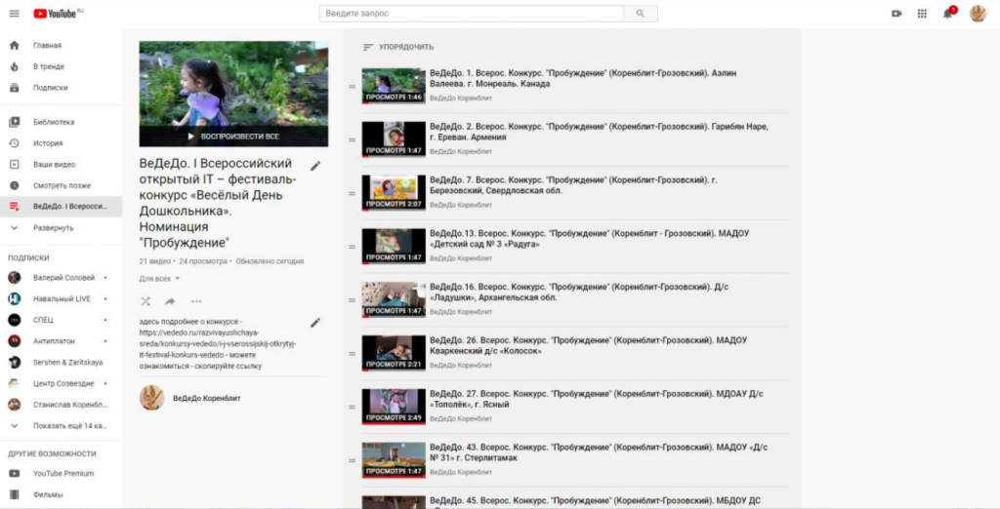 YouTube RU
Введите запрос
1
Главная
В тренде
Подписки
Библиотека
История
Ваши видео
Смотреть позже
ВеДеДо. I Всеросси...
Развернуть
ПОДПИСКИ
Валерий Соловей
Навальный LIVE
СПЕЦ
Антиплатон
Sershen & Zaritskaya
Центр Созвездие
Станислав Коренбл...
Показать ещё 14 ка...
ДРУГИЕ ВОЗМОЖНОСТИ
YouTube Premium
Фильмы
ВОСПРОИЗВЕСТИ ВСЕ
ВеДеДо. I Всероссийский
открытый IT – фестиваль-
конкурс «Весёлый День
Дошкольника».
Номинация
"Пробуждение"
21 видео • 24 просмотра • Обновлено сегодня
Для всех
здесь подробнее о конкурсе -
https://vededo.ru/razvivayushchaya-
sreda/konkursy-vededo/i-j-vserossijskij-otkrytyj-
it-festival-konkurs-vededo - можете
ознакомиться - скопируйте ссылку
ВеДеДо Коренблит
УПОРЯДОЧИТЬ
ПРОСМОТРЕ 1:46
ВеДеДо. 1. Всерос. Конкурс. "Пробуждение" (Коренблит-Грозовский). Аэлин
Валеева. г. Монреаль. Канада
ВеДеДо Коренблит
ПРОСМОТРЕ 1:47
ВеДеДо. 2. Всерос. Конкурс. "Пробуждение" (Коренблит-Грозовский). Гарибян Наре,
г. Ереван. Армения
ВеДеДо Коренблит
ПРОСМОТРЕ 2:07
ВеДеДо. 7. Всерос. Конкурс. "Пробуждение" (Коренблит-Грозовский). г.
Березовский, Свердловская обл.
ВеДеДо Коренблит
ПРОСМОТРЕ 1:47
ВеДеДо.13. Всерос. Конкурс. "Пробуждение" (Коренблит - Грозовский). МАДОУ
«Детский сад № 3 «Радуга»
ВеДеДо Коренблит
ПРОСМОТРЕ 1:47
ВеДеДо.16. Всерос. Конкурс. "Пробуждение" (Коренблит-Грозовский). Д/с
«Ладушки», Архангельская обл.
ВеДеДо Коренблит
ПРОСМОТРЕ 2:21
ВеДеДо. 26. Всерос. Конкурс. "Пробуждение" (Коренблит-Грозовский). МАДОУ
Кваркенский д/с «Колосок»
ВеДеДо Коренблит
ПРОСМОТРЕ 2:49
ВеДеДо. 27. Всерос. Конкурс. "Пробуждение" (Коренблит-Грозовский). МДОАУ Д/с
«Тополёк», г. Ясный
ВеДеДо Коренблит
ПРОСМОТРЕ 1:47
ВеДеДо. 43. Всерос. Конкурс. "Пробуждение" (Коренблит-Грозовский). МАДОУ «Д/с
№ 31» г. Стерлитамак
ВеДеДо Коренблит
ВеДеДо. 45. Всерос. Конкурс. "Пробуждение" (Коренблит-Грозовский). МБДОУ ДС